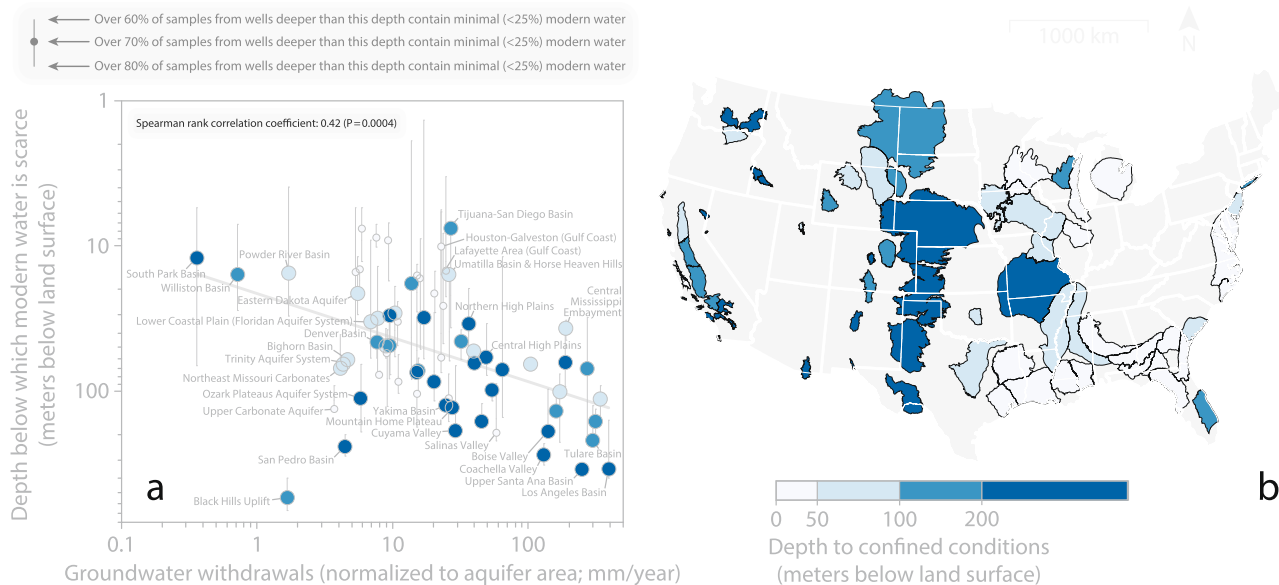 Over 60% of samples from wells deeper than this depth contain minimal (<25%) modern water
Over 70% of samples from wells deeper than this depth contain minimal (<25%) modern water
Over 80% of samples from wells deeper than this depth contain minimal (<25%) modern water
Depth below which modern water is scarce
(meters below land surface)
1
10
100
Spearman rank correlation coefficient: 0.42 (P=0.0004)
Tijuana-San Diego Basin
Houston-Galveston (Gulf Coast)
Lafayette Area (Gulf Coast)
Umatilla Basin & Horse Heaven Hills
Powder River Basin
South Park Basin
Williston Basin
Eastern Dakota Aquifer
Central
Mississippi
Embayment
Northern High Plains
Lower Coastal Plain (Floridan Aquifer System)
Denver Basin
Central High Plains
Bighorn Basin
Trinity Aquifer System
Northeast Missouri Carbonates
Ozark Plateaus Aquifer System
Upper Carbonate Aquifer
Yakima Basin
Mountain Home Plateau
Cuyama Valley
Salinas Valley
San Pedro Basin
Boise Valley
Tulare Basin
Coachella Valley
Upper Santa Ana Basin
Los Angeles Basin
Black Hills Uplift
a
0.1
1
10
100
Groundwater withdrawals (normalized to aquifer area; mm/year)
1000 km
N
b
0
50
100
200
Depth to confined conditions
(meters below land surface)